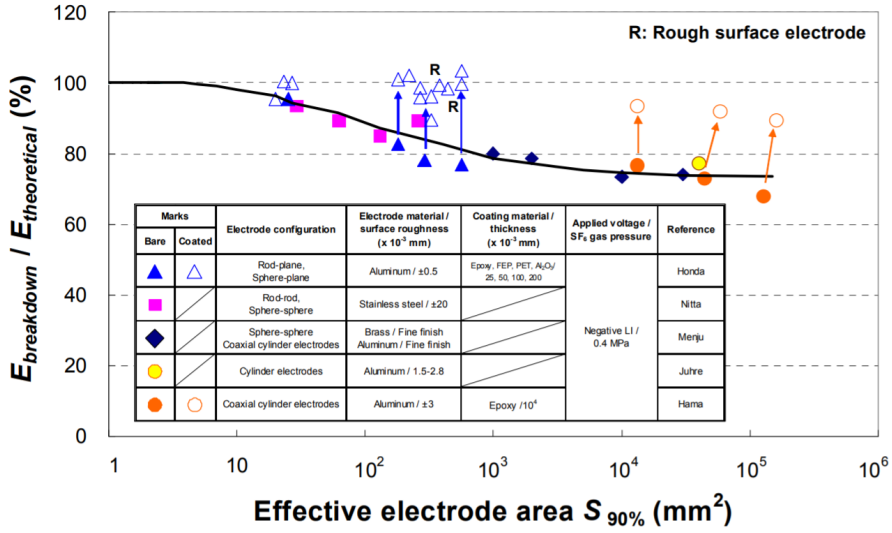 120
R: Rough surface electrode
R
100
R
80
60
40
20
0
E breakdown / E theoretical (%)
Marks
Bare
Coated
Electrode configuration
Electrode material /
surface roughness
(x 10⁻³ mm)
Coating material /
thickness
(x 10⁻³ mm)
Applied voltage /
SF₆ gas pressure
Reference
Rod-plane,
Sphere-plane
Aluminum / ±0.5
Epoxy, FEP, PET, Al₂O₃/
25, 50, 100, 200
Negative LI /
0.4 MPa
Honda
Rod-rod,
Sphere-sphere
Stainless steel / ±20
Nitta
Sphere-sphere
Coaxial cylinder electrodes
Brass / Fine finish
Aluminum / Fine finish
Menju
Cylinder electrodes
Aluminum / 1.5-2.8
Juhre
Coaxial cylinder electrodes
Aluminum / ±3
Epoxy /10⁴
Hama
1
10
10²
10³
10⁴
10⁵
10⁶
Effective electrode area S 90% (mm²)